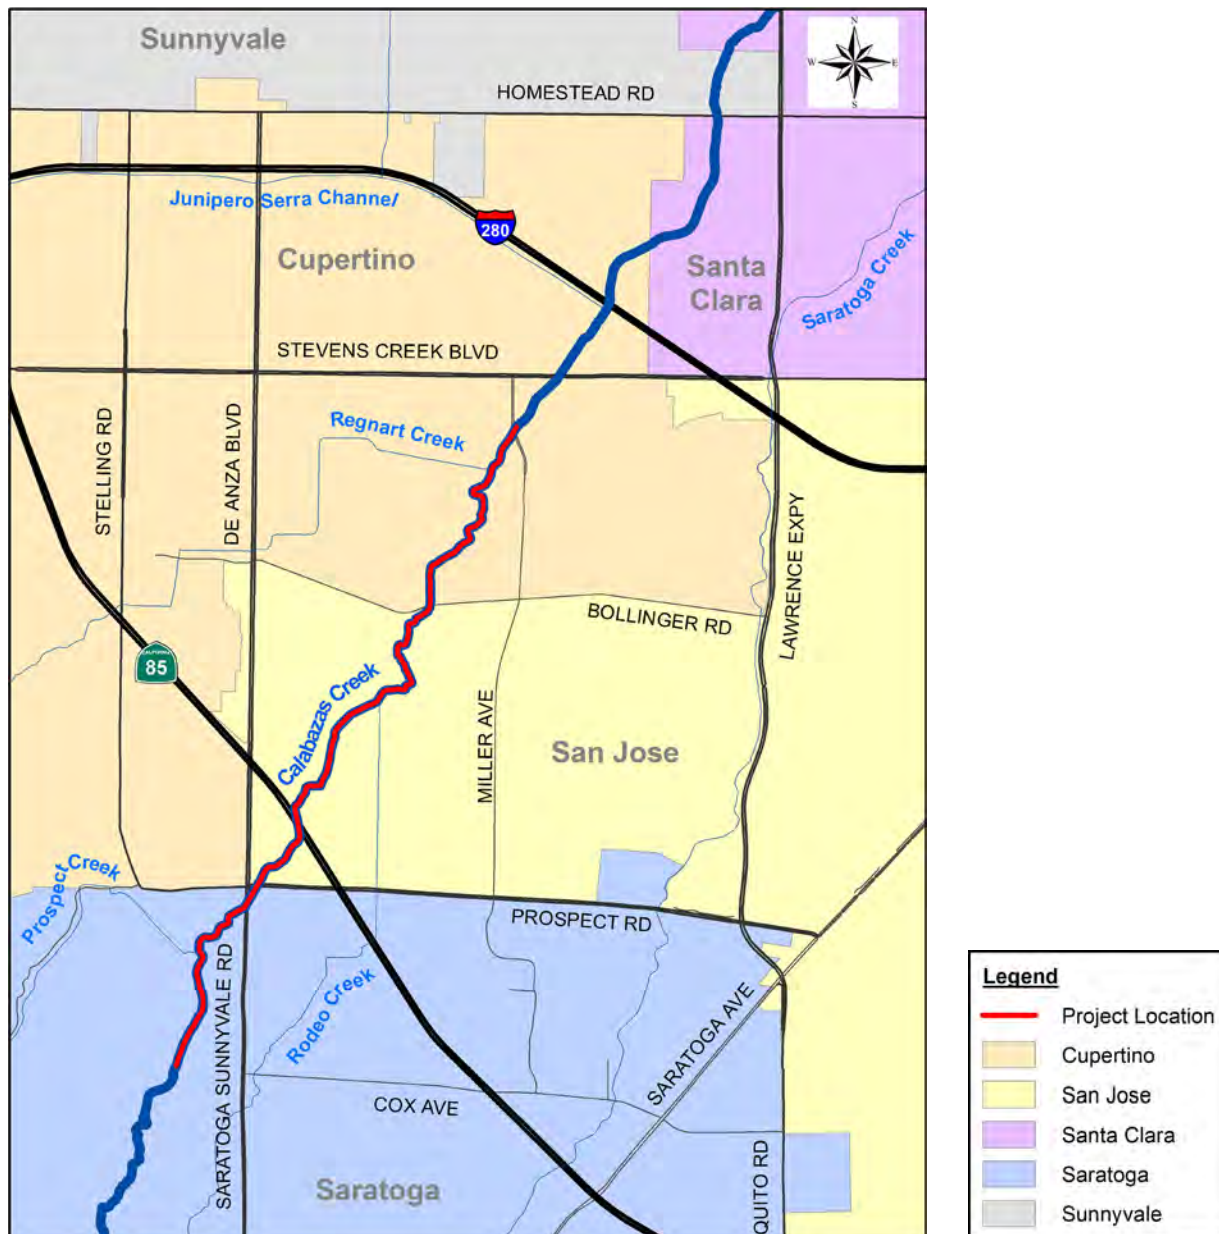 Sunnyvale
N
W
E
S
HOMESTEAD RD
Junipero Serra Channel
280
Cupertino
Santa
Clara
Saratoga Creek
STEVENS CREEK BLVD
Regnart Creek
STELLING RD
DE ANZA BLVD
LAWRENCE EXPY
BOLLINGER RD
CALIFORNIA
85
Calabazas Creek
MILLER AVE
San Jose
Prospect Creek
PROSPECT RD
SARATOGA SUNNYVALE RD
Rodeo Creek
SARATOGA AVE
COX AVE
Saratoga
QUITO RD
Legend
Project Location
Cupertino
San Jose
Santa Clara
Saratoga
Sunnyvale